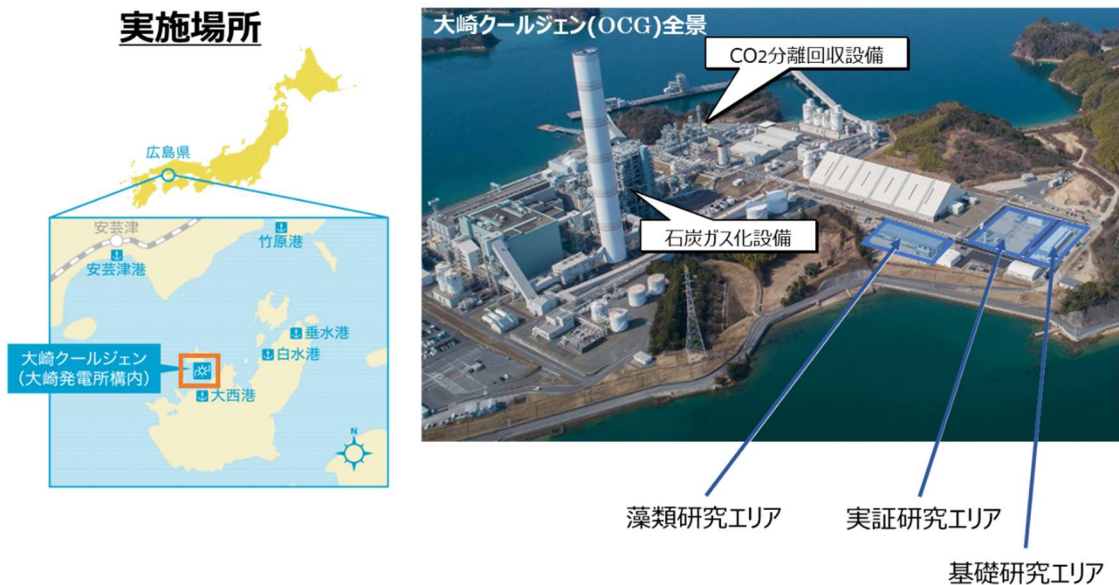 実施場所
広島県
安芸津
安芸津港
竹原港
垂水港
白水港
大崎クールジェン
(大崎発電所構内)
大西港
N
大崎クールジェン(OCG)全景
CO2分離回収設備
石炭ガス化設備
藻類研究エリア
実証研究エリア
基礎研究エリア